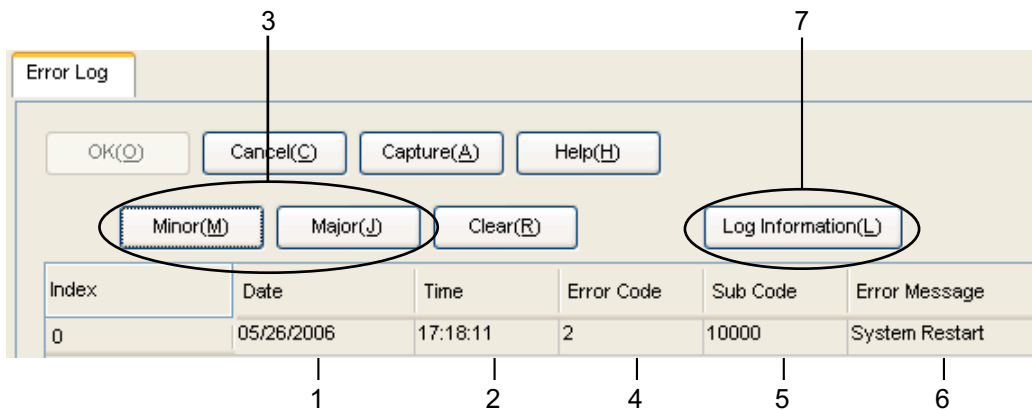 3 7
Error Log
OK(O) Cancel(C) Capture(A) Help(H)
Minor(M) Major(J) Clear(R) Log Information(L)
Index Date Time Error Code Sub Code Error Message
0 05/26/2006 17:18:11 2 10000 System Restart
1 2 4 5 6